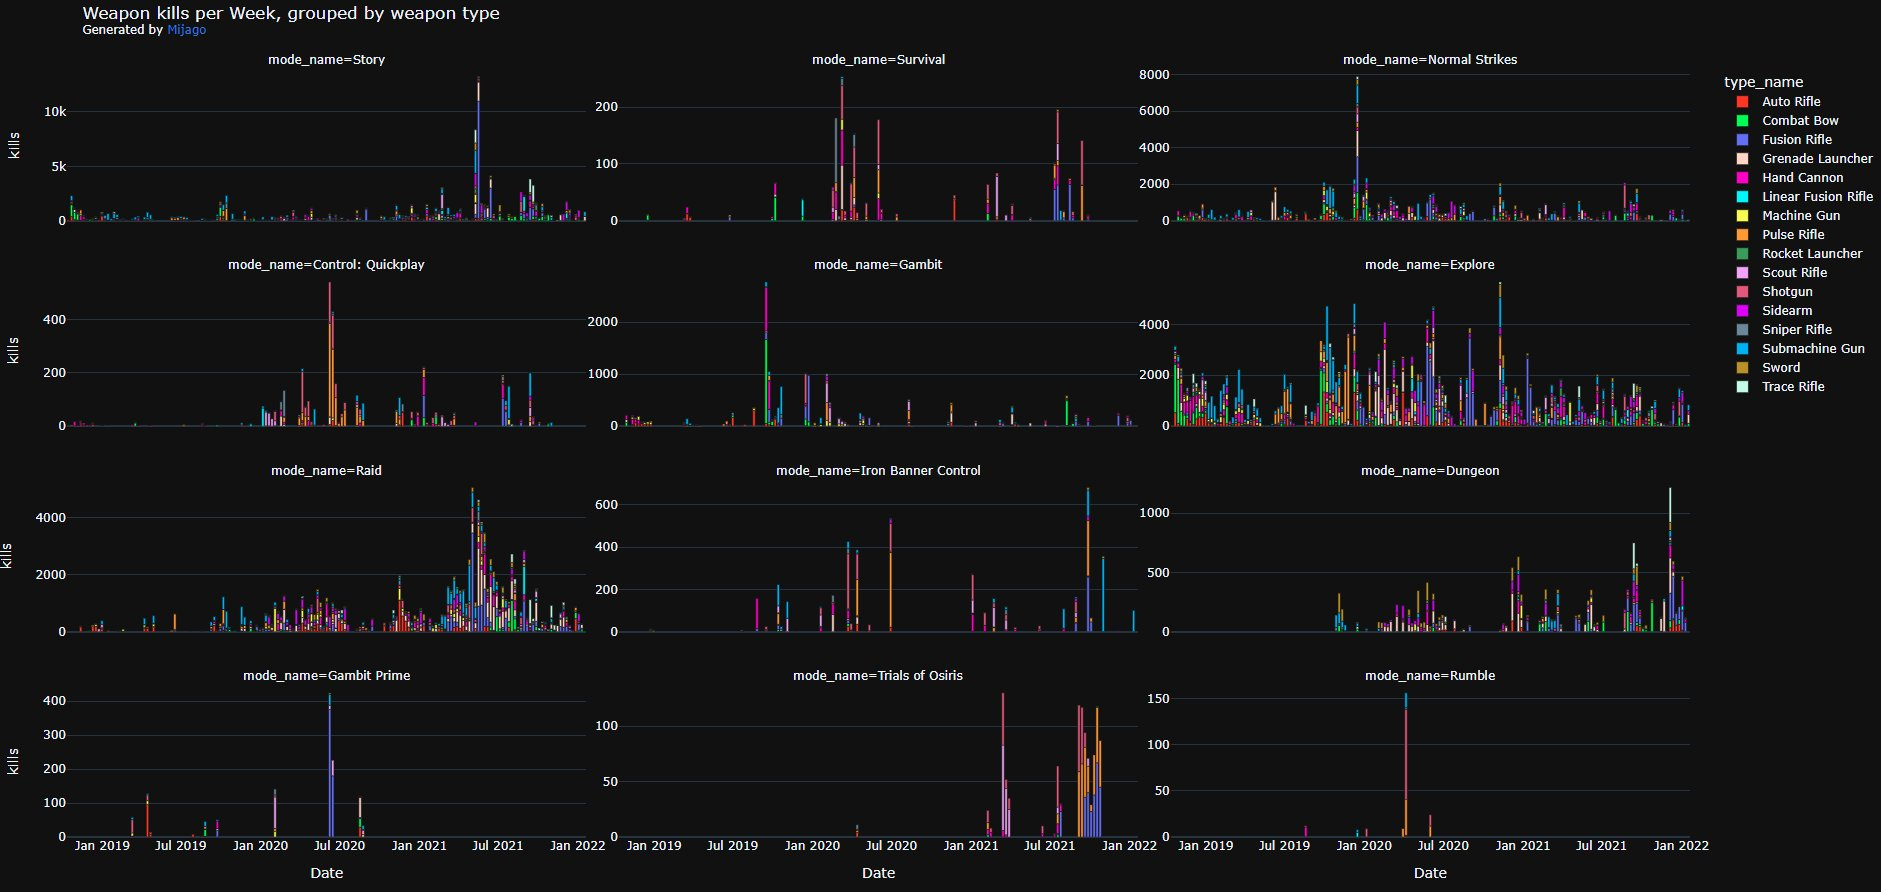 Weapon kills per Week, grouped by weapon type
Generated by Mijago
mode_name=Story
mode_name=Survival
mode_name=Normal Strikes
kills
10k
5k
0
200
100
0
8000
6000
4000
2000
0
type_name
Auto Rifle
Combat Bow
Fusion Rifle
Grenade Launcher
Hand Cannon
Linear Fusion Rifle
Machine Gun
Pulse Rifle
Rocket Launcher
Scout Rifle
Shotgun
Sidearm
Sniper Rifle
Submachine Gun
Sword
Trace Rifle
mode_name=Control: Quickplay
mode_name=Gambit
mode_name=Explore
kills
400
200
0
2000
1000
0
4000
2000
0
mode_name=Raid
mode_name=Iron Banner Control
mode_name=Dungeon
kills
4000
2000
0
600
400
200
0
1000
500
0
mode_name=Gambit Prime
mode_name=Trials of Osiris
mode_name=Rumble
kills
400
300
200
100
0
100
50
0
150
100
50
0
Jan 2019 Jul 2019 Jan 2020 Jul 2020 Jan 2021 Jul 2021 Jan 2022
Jan 2019 Jul 2019 Jan 2020 Jul 2020 Jan 2021 Jul 2021 Jan 2022
Jan 2019 Jul 2019 Jan 2020 Jul 2020 Jan 2021 Jul 2021 Jan 2022
Date
Date
Date